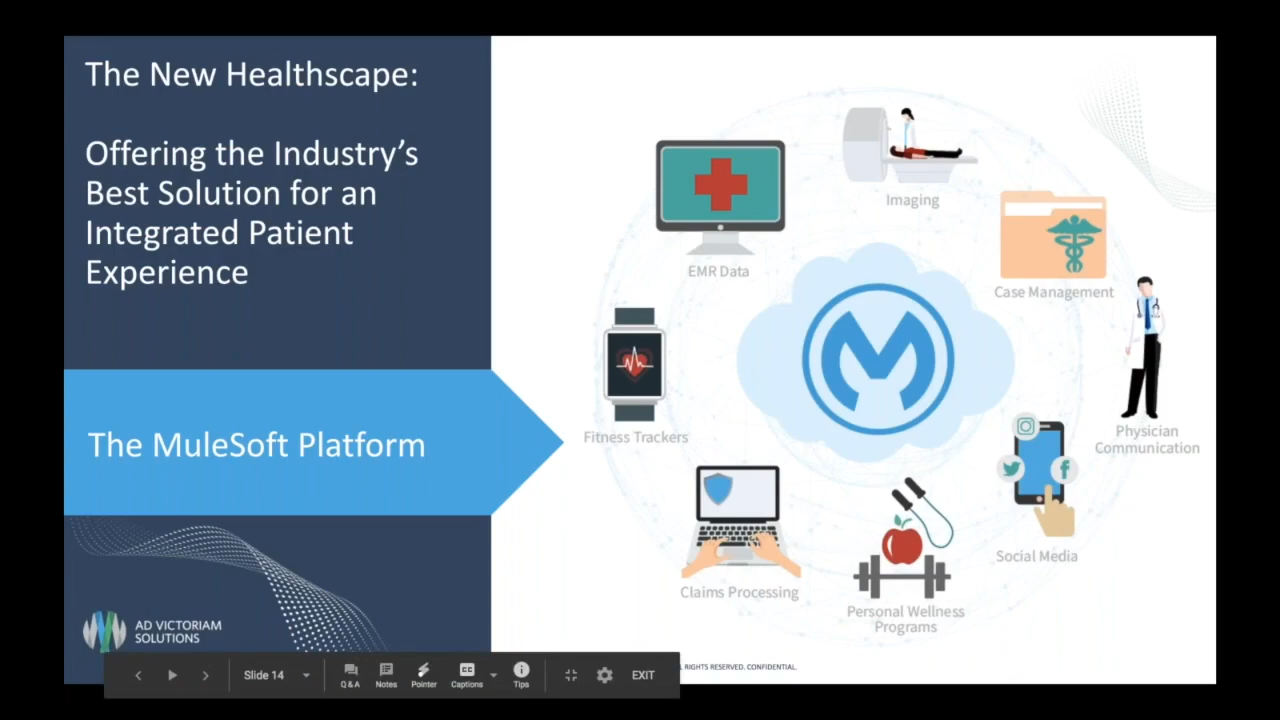 The New Healthscape:
Offering the Industry's
Best Solution for an
Integrated Patient
Experience
The MuleSoft Platform
AD VICTORIAM
SOLUTIONS
Imaging
EMR Data
Case Management
Fitness Trackers
Physician
Communication
Social Media
Claims Processing
Personal Wellness
Programs
RIGHTS RESERVED. CONFIDENTIAL.
Slide 14
Q&A
Notes
Pointer
CC
Captions
Tips
EXIT